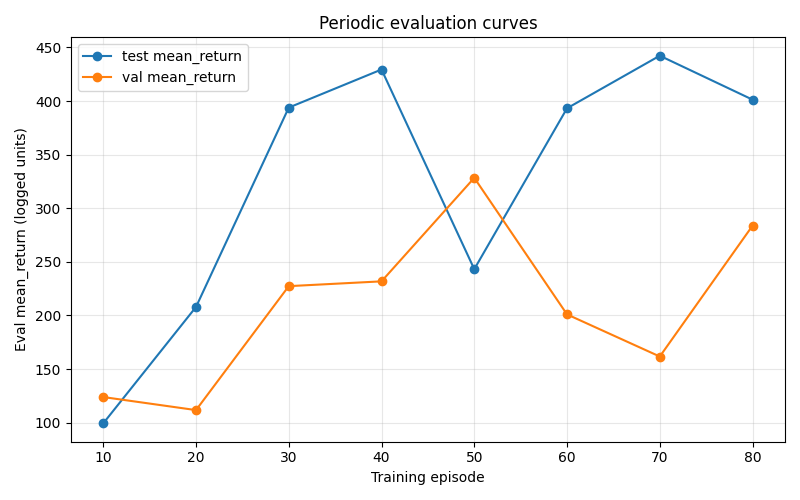 Periodic evaluation curves
test mean_return
val mean_return
Eval mean_return (logged units)
450
400
350
300
250
200
150
100
10 20 30 40 50 60 70 80
Training episode